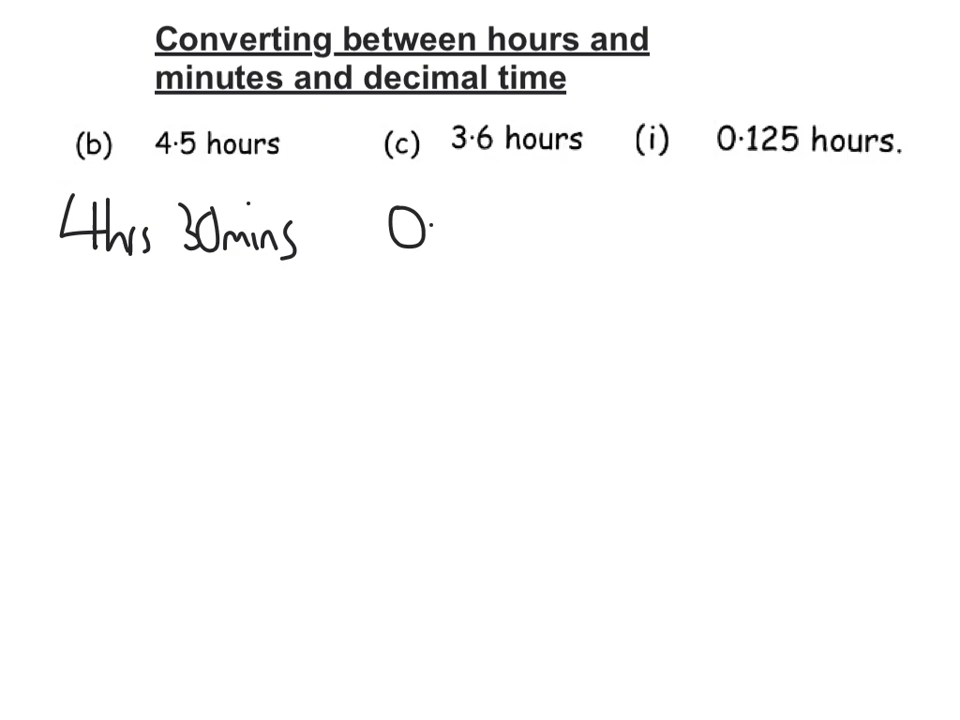 Converting between hours and
minutes and decimal time
(b) 4·5 hours (c) 3·6 hours (i) 0·125 hours.
4hrs 30mins 0·